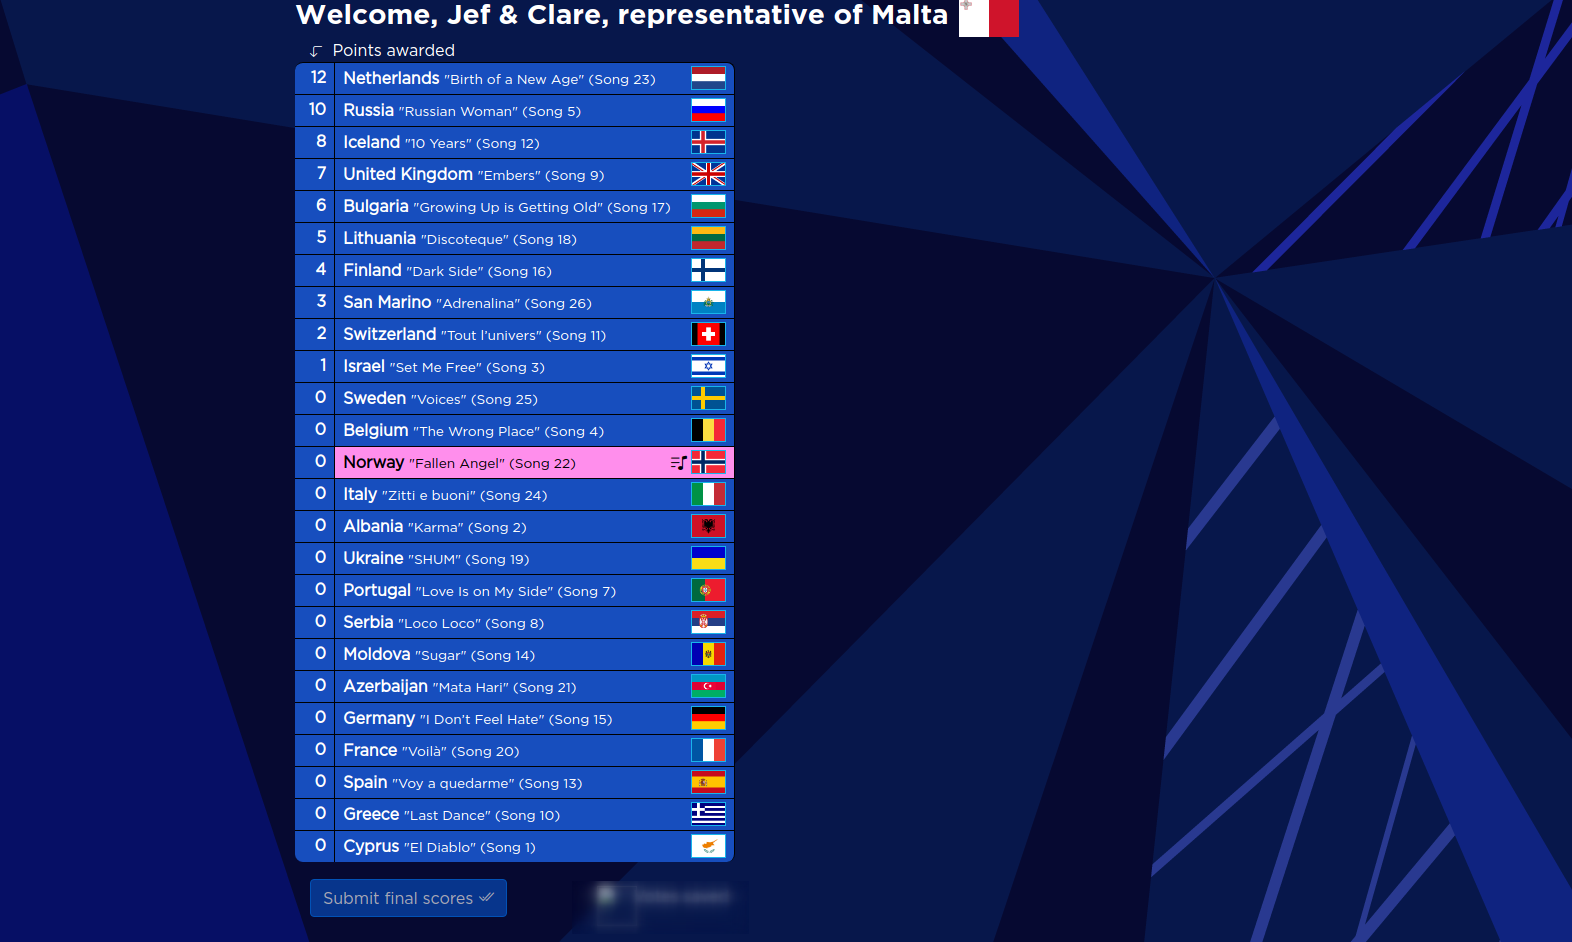 Welcome, Jef & Clare, representative of Malta
Points awarded
12 Netherlands "Birth of a New Age" (Song 23)
10 Russia "Russian Woman" (Song 5)
8 Iceland "10 Years" (Song 12)
7 United Kingdom "Embers" (Song 9)
6 Bulgaria "Growing Up is Getting Old" (Song 17)
5 Lithuania "Discoteque" (Song 18)
4 Finland "Dark Side" (Song 16)
3 San Marino "Adrenalina" (Song 26)
2 Switzerland "Tout l'univers" (Song 11)
1 Israel "Set Me Free" (Song 3)
0 Sweden "Voices" (Song 25)
0 Belgium "The Wrong Place" (Song 4)
0 Norway "Fallen Angel" (Song 22)
0 Italy "Zitti e buoni" (Song 24)
0 Albania "Karma" (Song 2)
0 Ukraine "SHUM" (Song 19)
0 Portugal "Love Is on My Side" (Song 7)
0 Serbia "Loco Loco" (Song 8)
0 Moldova "Sugar" (Song 14)
0 Azerbaijan "Mata Hari" (Song 21)
0 Germany "I Don't Feel Hate" (Song 15)
0 France "Voilà" (Song 20)
0 Spain "Voy a quedarme" (Song 13)
0 Greece "Last Dance" (Song 10)
0 Cyprus "El Diablo" (Song 1)
Submit final scores